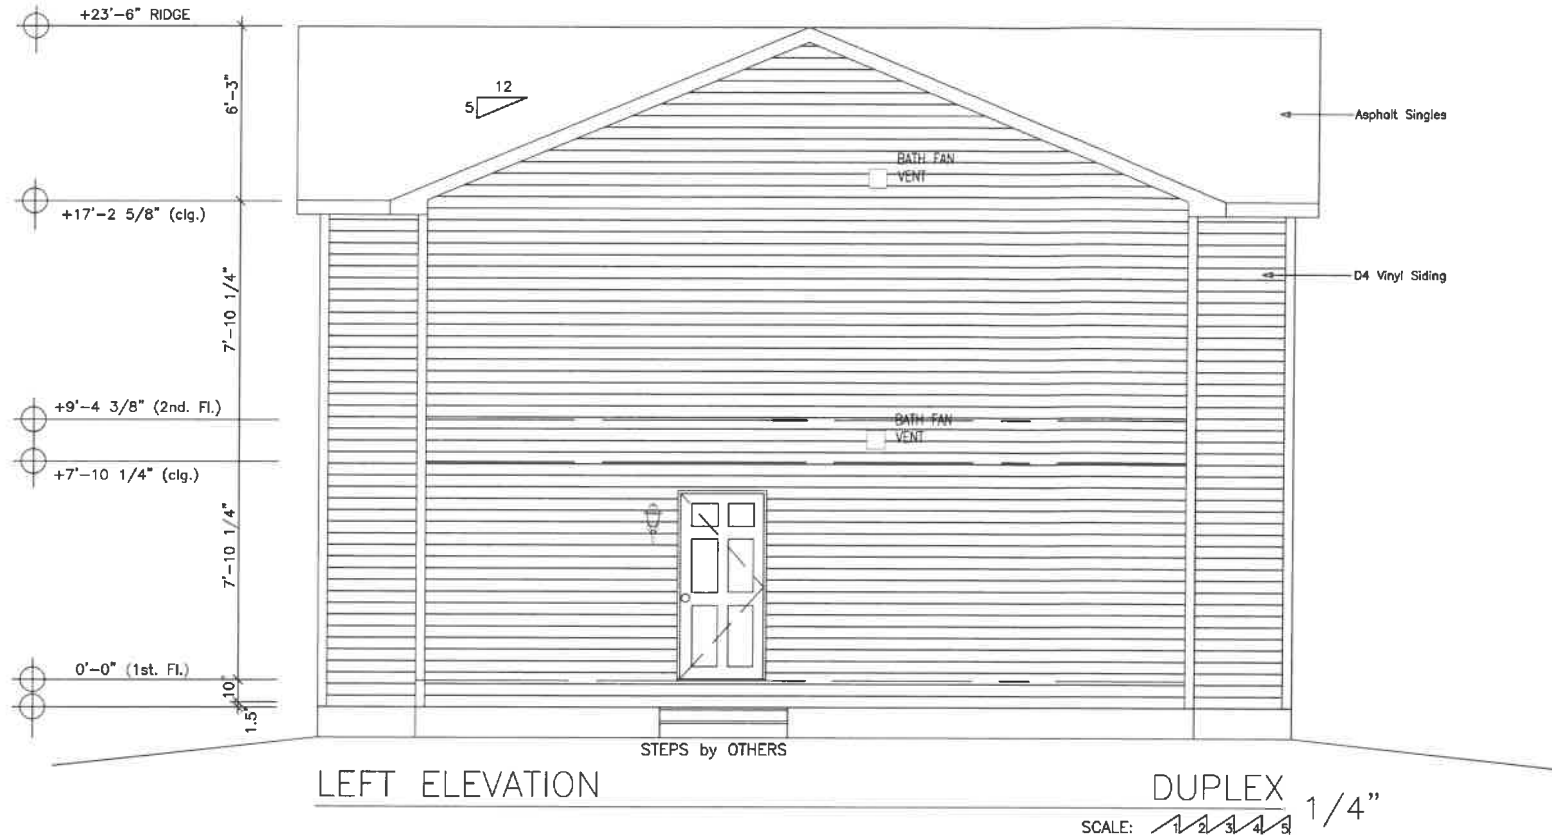 +23'-6" RIDGE
6'-3"
12
5
Asphalt Singles
BATH FAN
VENT
+17'-2 5/8" (clg.)
7'-10 1/4"
D4 Vinyl Siding
+9'-4 3/8" (2nd. Fl.)
BATH FAN
VENT
+7'-10 1/4" (clg.)
7'-10 1/4"
0'-0" (1st. Fl.)
10"
1.5"
STEPS by OTHERS
LEFT ELEVATION
DUPLEX
1/4"
SCALE: 1 2 3 4 5